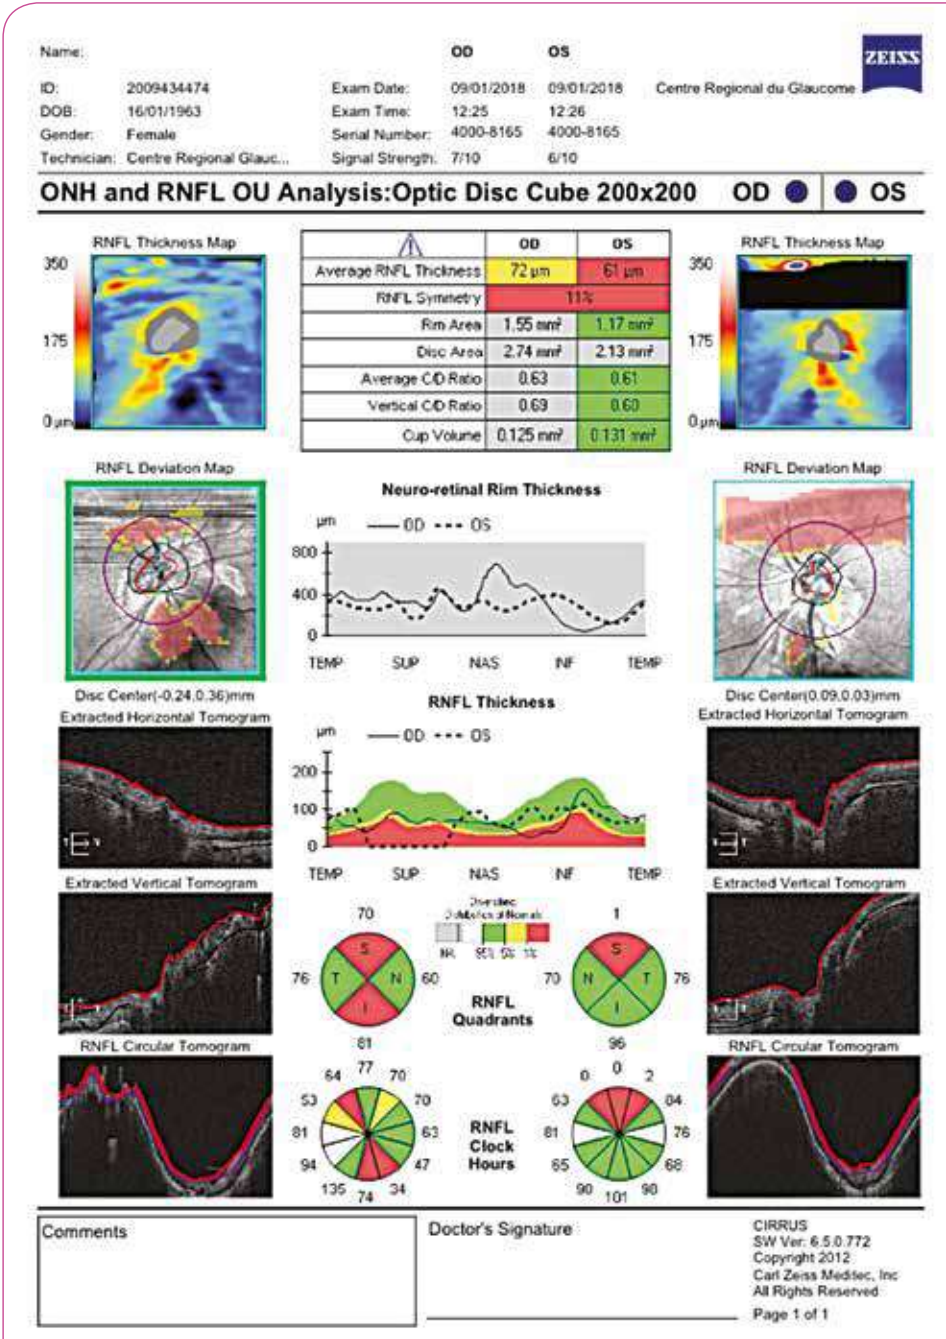 Name: OD OS ZEISS
ID: 2009434474 Exam Date: 09/01/2018 09/01/2018 Centre Regional du Glaucome
DOB: 16/01/1963 Exam Time: 12:25 12:26
Gender: Female Serial Number: 4000-8165 4000-8165
Technician: Centre Regional Glauc... Signal Strength: 7/10 6/10
ONH and RNFL OU Analysis:Optic Disc Cube 200x200 OD OS
RNFL Thickness Map
350
175
0 µm
OD OS
Average RNFL Thickness 72 µm 61 µm
RNFL Symmetry 11%
Rim Area 1.55 mm² 1.17 mm²
Disc Area 2.74 mm² 2.13 mm²
Average C/D Ratio 0.63 0.61
Vertical C/D Ratio 0.69 0.60
Cup Volume 0.125 mm³ 0.131 mm³
RNFL Thickness Map
350
175
0 µm
RNFL Deviation Map
Disc Center(-0.24,0.36)mm
Neuro-retinal Rim Thickness
µm OD OS
800
400
0
TEMP SUP NAS INF TEMP
RNFL Deviation Map
Disc Center(0.09,0.03)mm
Extracted Horizontal Tomogram
RNFL Thickness
µm OD OS
200
100
0
TEMP SUP NAS INF TEMP
Extracted Horizontal Tomogram
Extracted Vertical Tomogram
70
76 S T N I 60
81
Distribution of Normals
NR 95% 5% 1%
RNFL
Quadrants
1
70 S N T I 76
96
Extracted Vertical Tomogram
RNFL Circular Tomogram
77
64 70
53 70
81 63
94 47
135 34
74
RNFL
Clock
Hours
0
0 2
63 84
81 76
65 68
90 90
101
RNFL Circular Tomogram
Comments
Doctor's Signature
CIRRUS
SW Ver: 6.5.0.772
Copyright 2012
Carl Zeiss Meditec, Inc
All Rights Reserved
Page 1 of 1